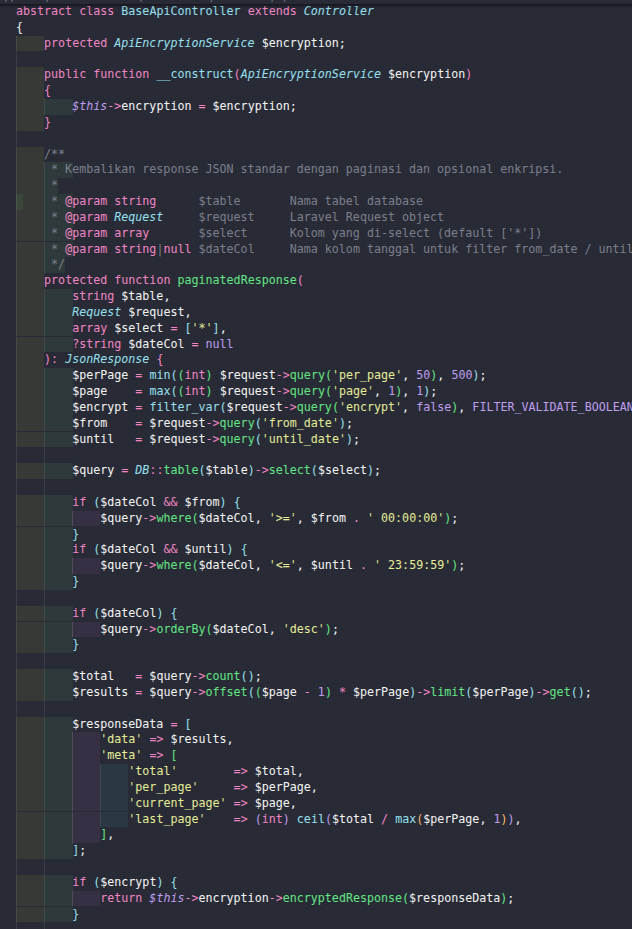 abstract class BaseApiController extends Controller
{
    protected ApiEncryptionService $encryption;

    public function __construct(ApiEncryptionService $encryption)
    {
        $this->encryption = $encryption;
    }

    /**
     * Kembalikan response JSON standar dengan paginasi dan opsional enkripsi.
     *
     * @param string      $table       Nama tabel database
     * @param Request     $request     Laravel Request object
     * @param array       $select      Kolom yang di-select (default ['*'])
     * @param string|null $dateCol     Nama kolom tanggal untuk filter from_date / until
     */
    protected function paginatedResponse(
        string $table,
        Request $request,
        array $select = ['*'],
        ?string $dateCol = null
    ): JsonResponse {
        $perPage = min((int) $request->query('per_page', 50), 500);
        $page    = max((int) $request->query('page', 1), 1);
        $encrypt = filter_var($request->query('encrypt', false), FILTER_VALIDATE_BOOLEAN
        $from    = $request->query('from_date');
        $until   = $request->query('until_date');

        $query = DB::table($table)->select($select);

        if ($dateCol && $from) {
            $query->where($dateCol, '>=', $from . ' 00:00:00');
        }
        if ($dateCol && $until) {
            $query->where($dateCol, '<=', $until . ' 23:59:59');
        }

        if ($dateCol) {
            $query->orderBy($dateCol, 'desc');
        }

        $total   = $query->count();
        $results = $query->offset(($page - 1) * $perPage)->limit($perPage)->get();

        $responseData = [
            'data' => $results,
            'meta' => [
                'total'        => $total,
                'per_page'     => $perPage,
                'current_page' => $page,
                'last_page'    => (int) ceil($total / max($perPage, 1)),
            ],
        ];

        if ($encrypt) {
            return $this->encryption->encryptedResponse($responseData);
        }